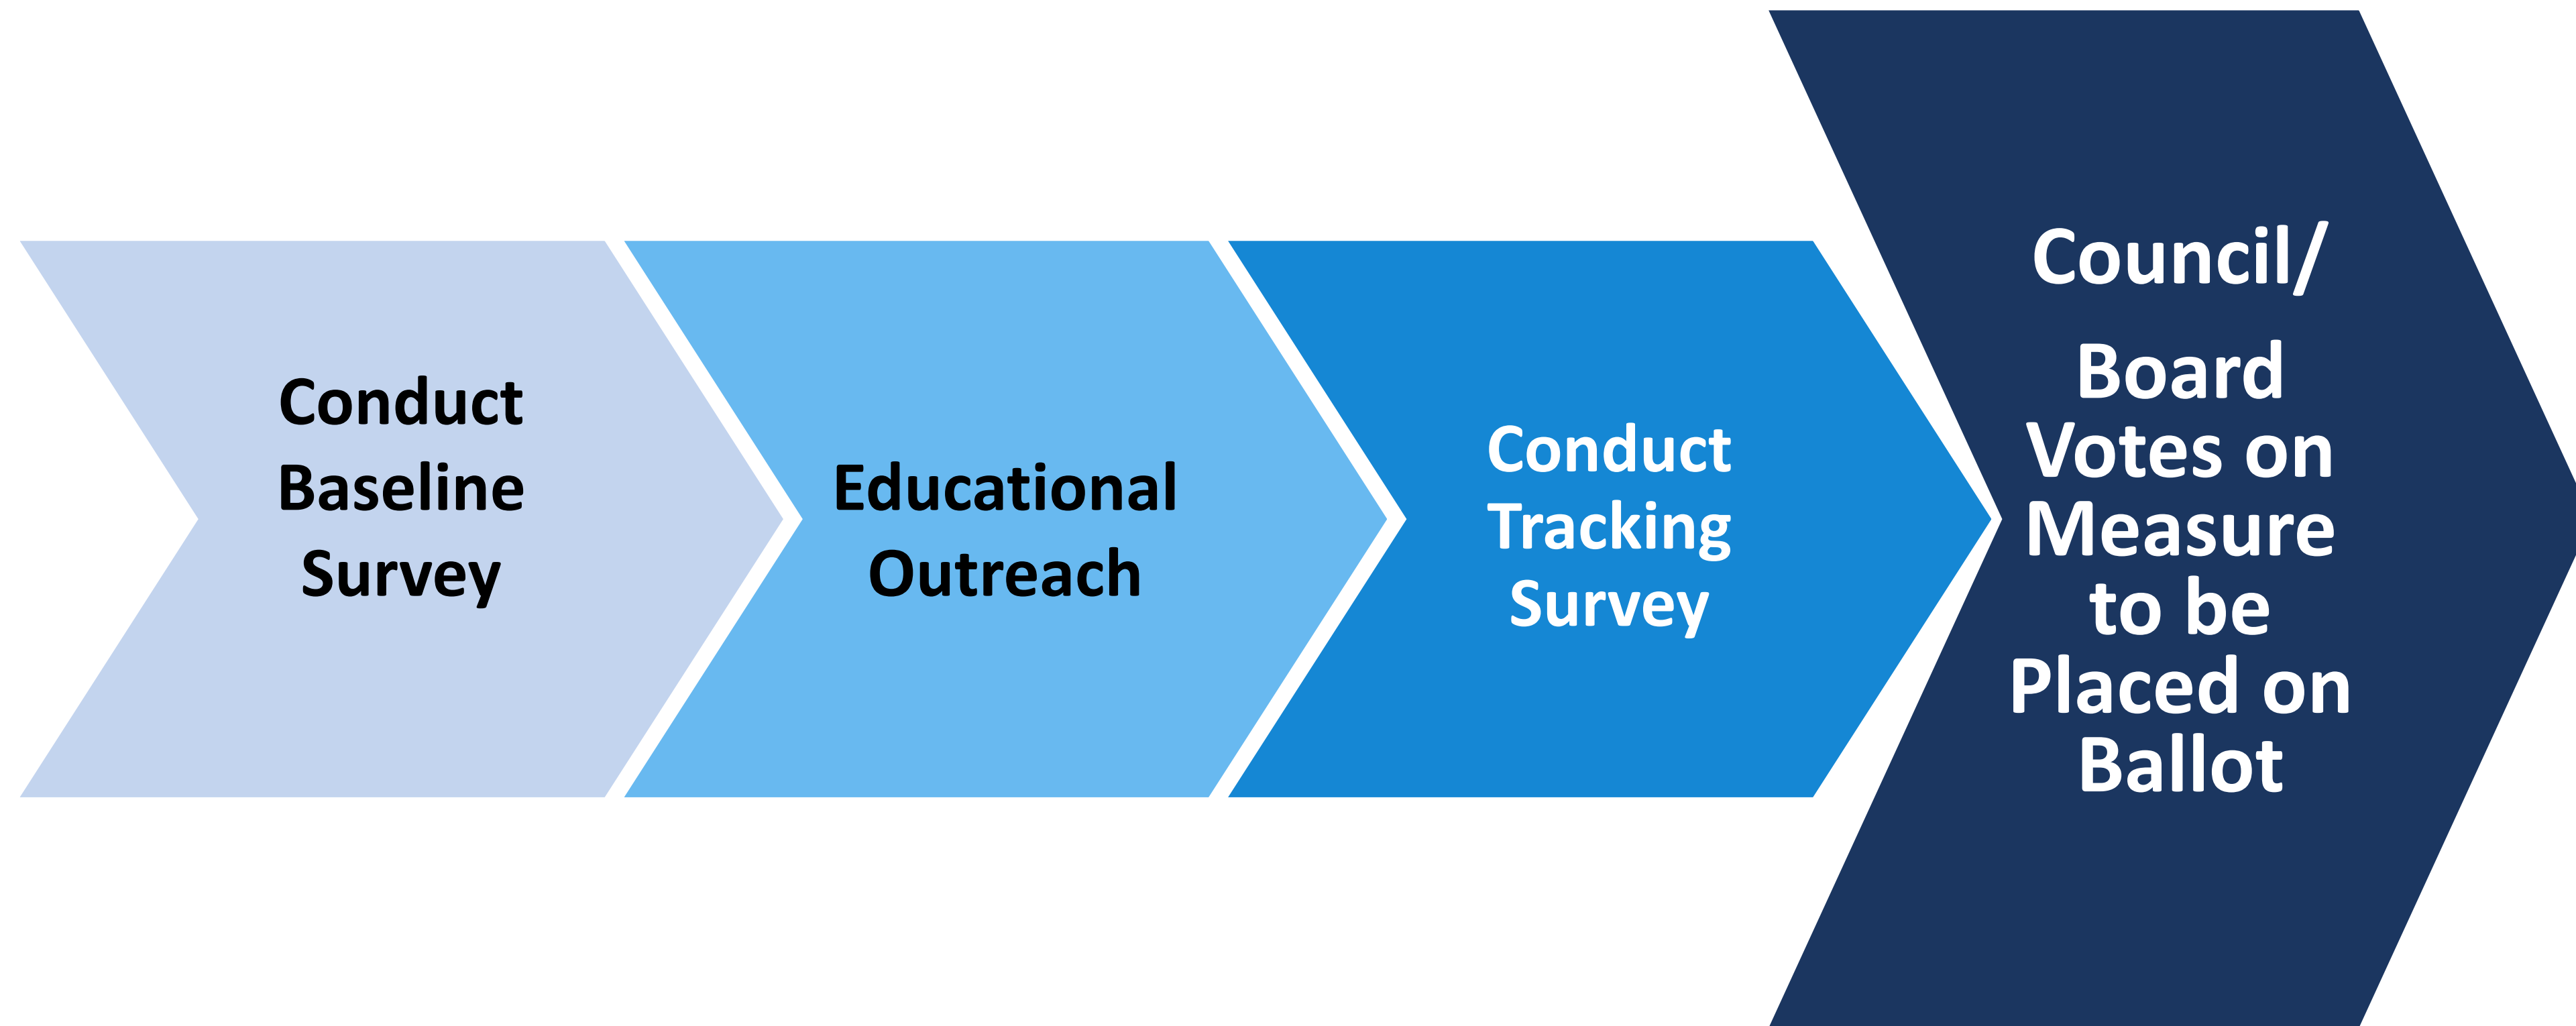 Conduct
Baseline
Survey
Educational
Outreach
Conduct
Tracking
Survey
Council/
Board
Votes on
Measure
to be
Placed on
Ballot